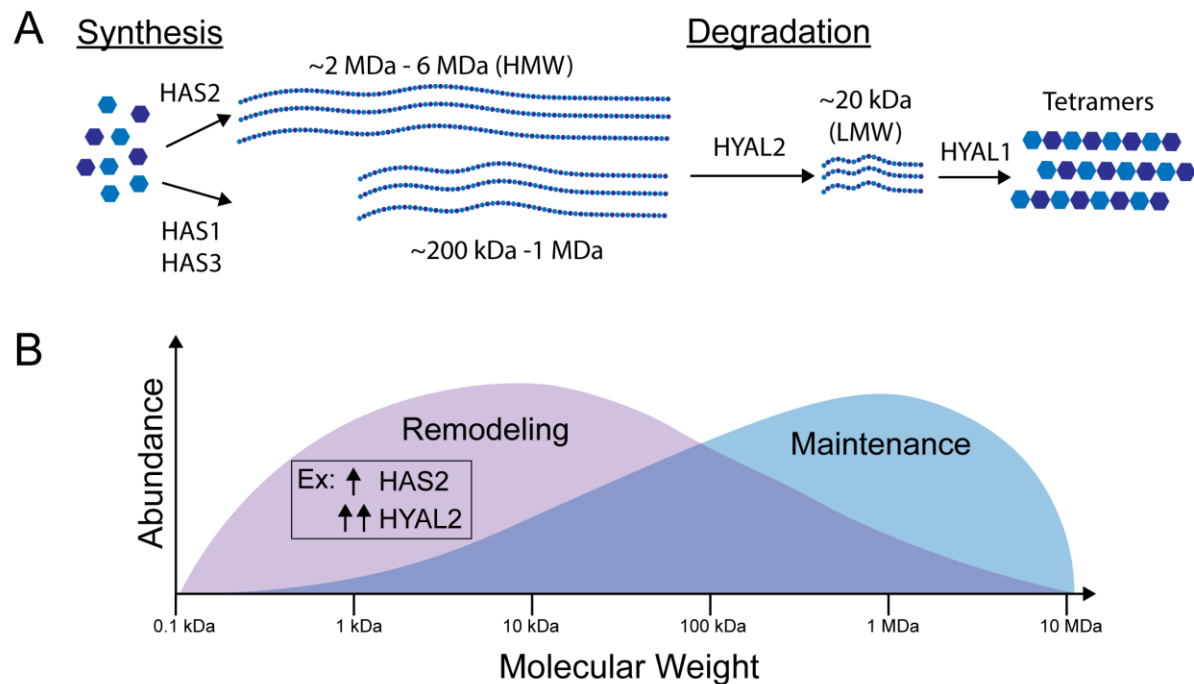 A
Synthesis
Degradation
~2 MDa - 6 MDa (HMW)
HAS2
HAS1
HAS3
~200 kDa -1 MDa
HYAL2
~20 kDa
(LMW)
HYAL1
Tetramers
B
Abundance
Remodeling
Maintenance
Ex: ↑ HAS2
↑↑ HYAL2
0.1 kDa
1 kDa
10 kDa
100 kDa
1 MDa
10 MDa
Molecular Weight